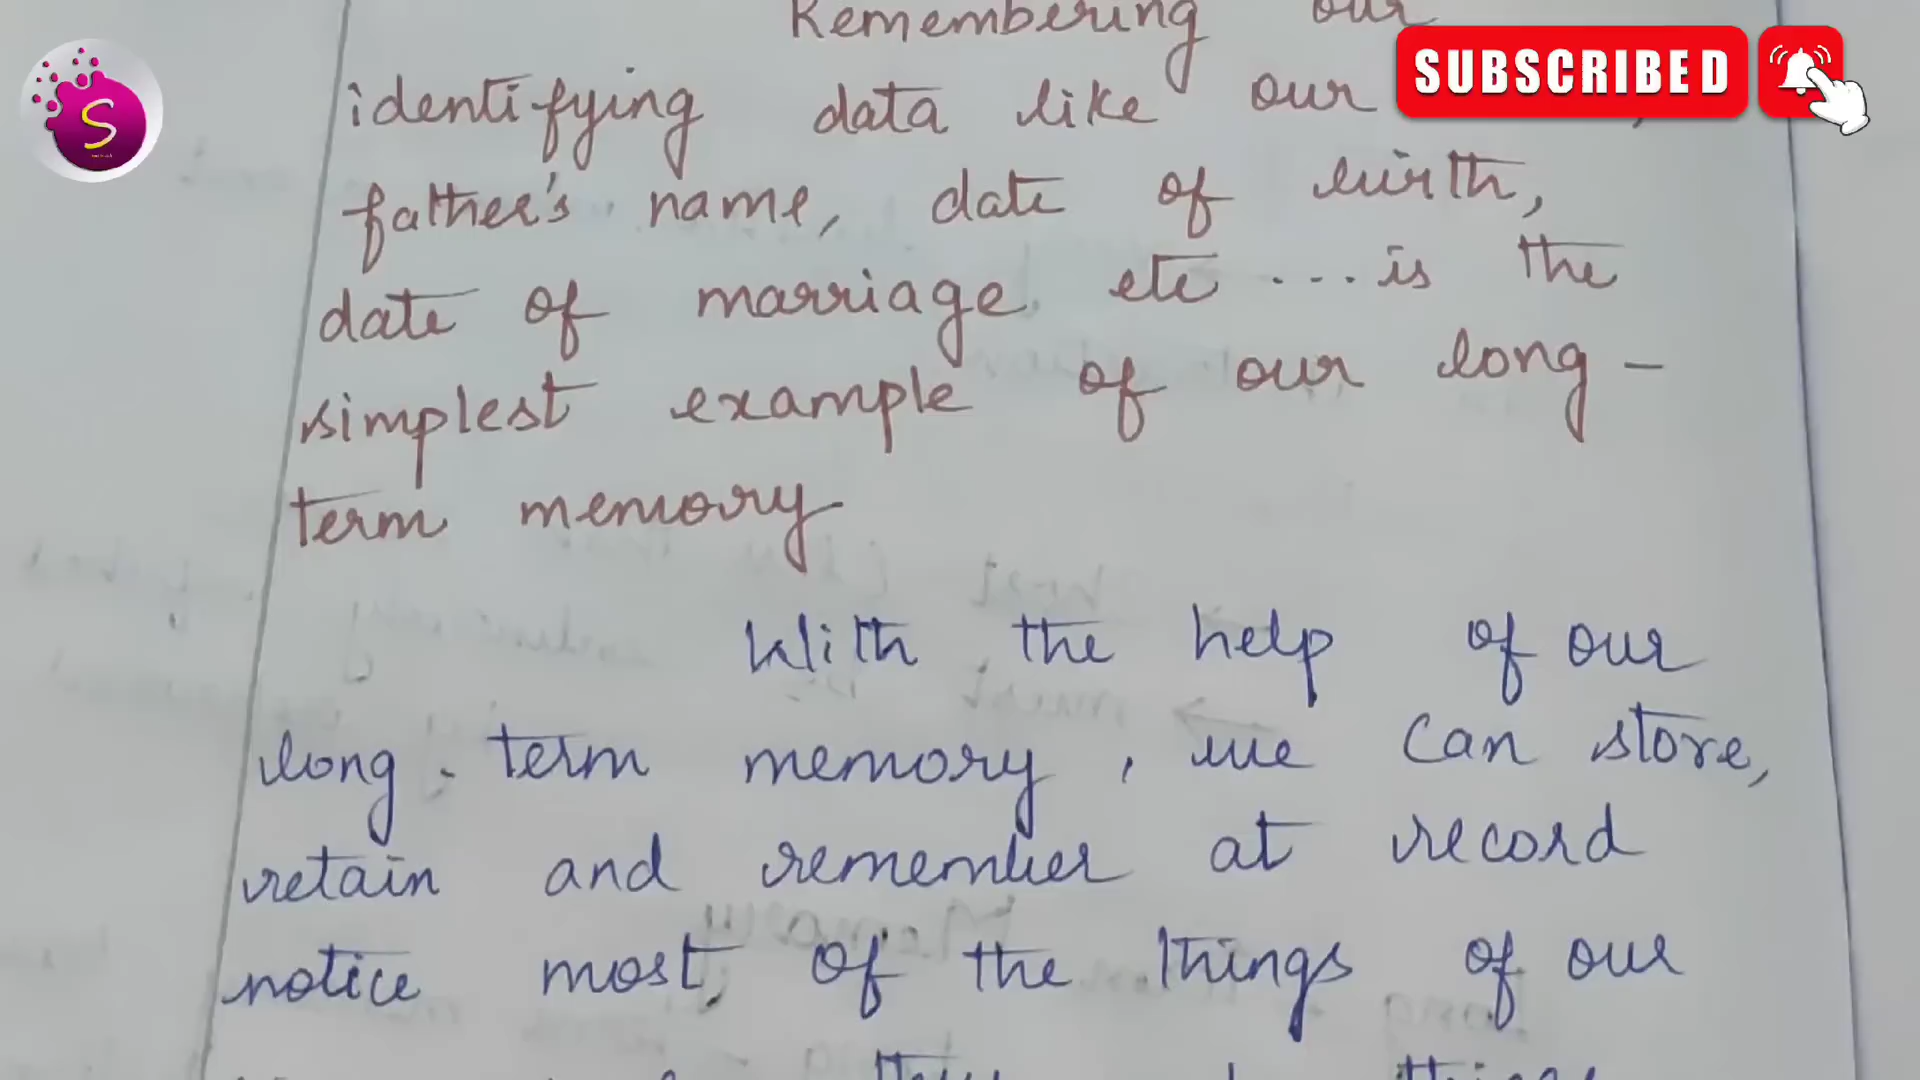 Remembering our
SUBSCRIBED
identifying data like our
father's name, date of birth,
date of marriage etc ... is the
simplest example of our long-
term memory
With the help of our
long-term memory, we can store,
retain and remember at record
notice most of the things of our
things
S